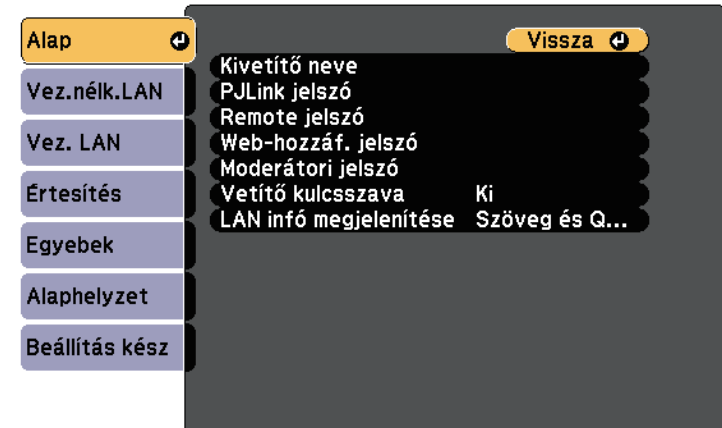 Alap
Vez.nélk.LAN
Vez. LAN
Értesítés
Egyebek
Alaphelyzet
Beállítás kész
Vissza
Kivetítő neve
PJLink jelszó
Remote jelszó
Web-hozzáf. jelszó
Moderátori jelszó
Vetítő kulcsszava Ki
LAN infó megjelenítése Szöveg és Q...